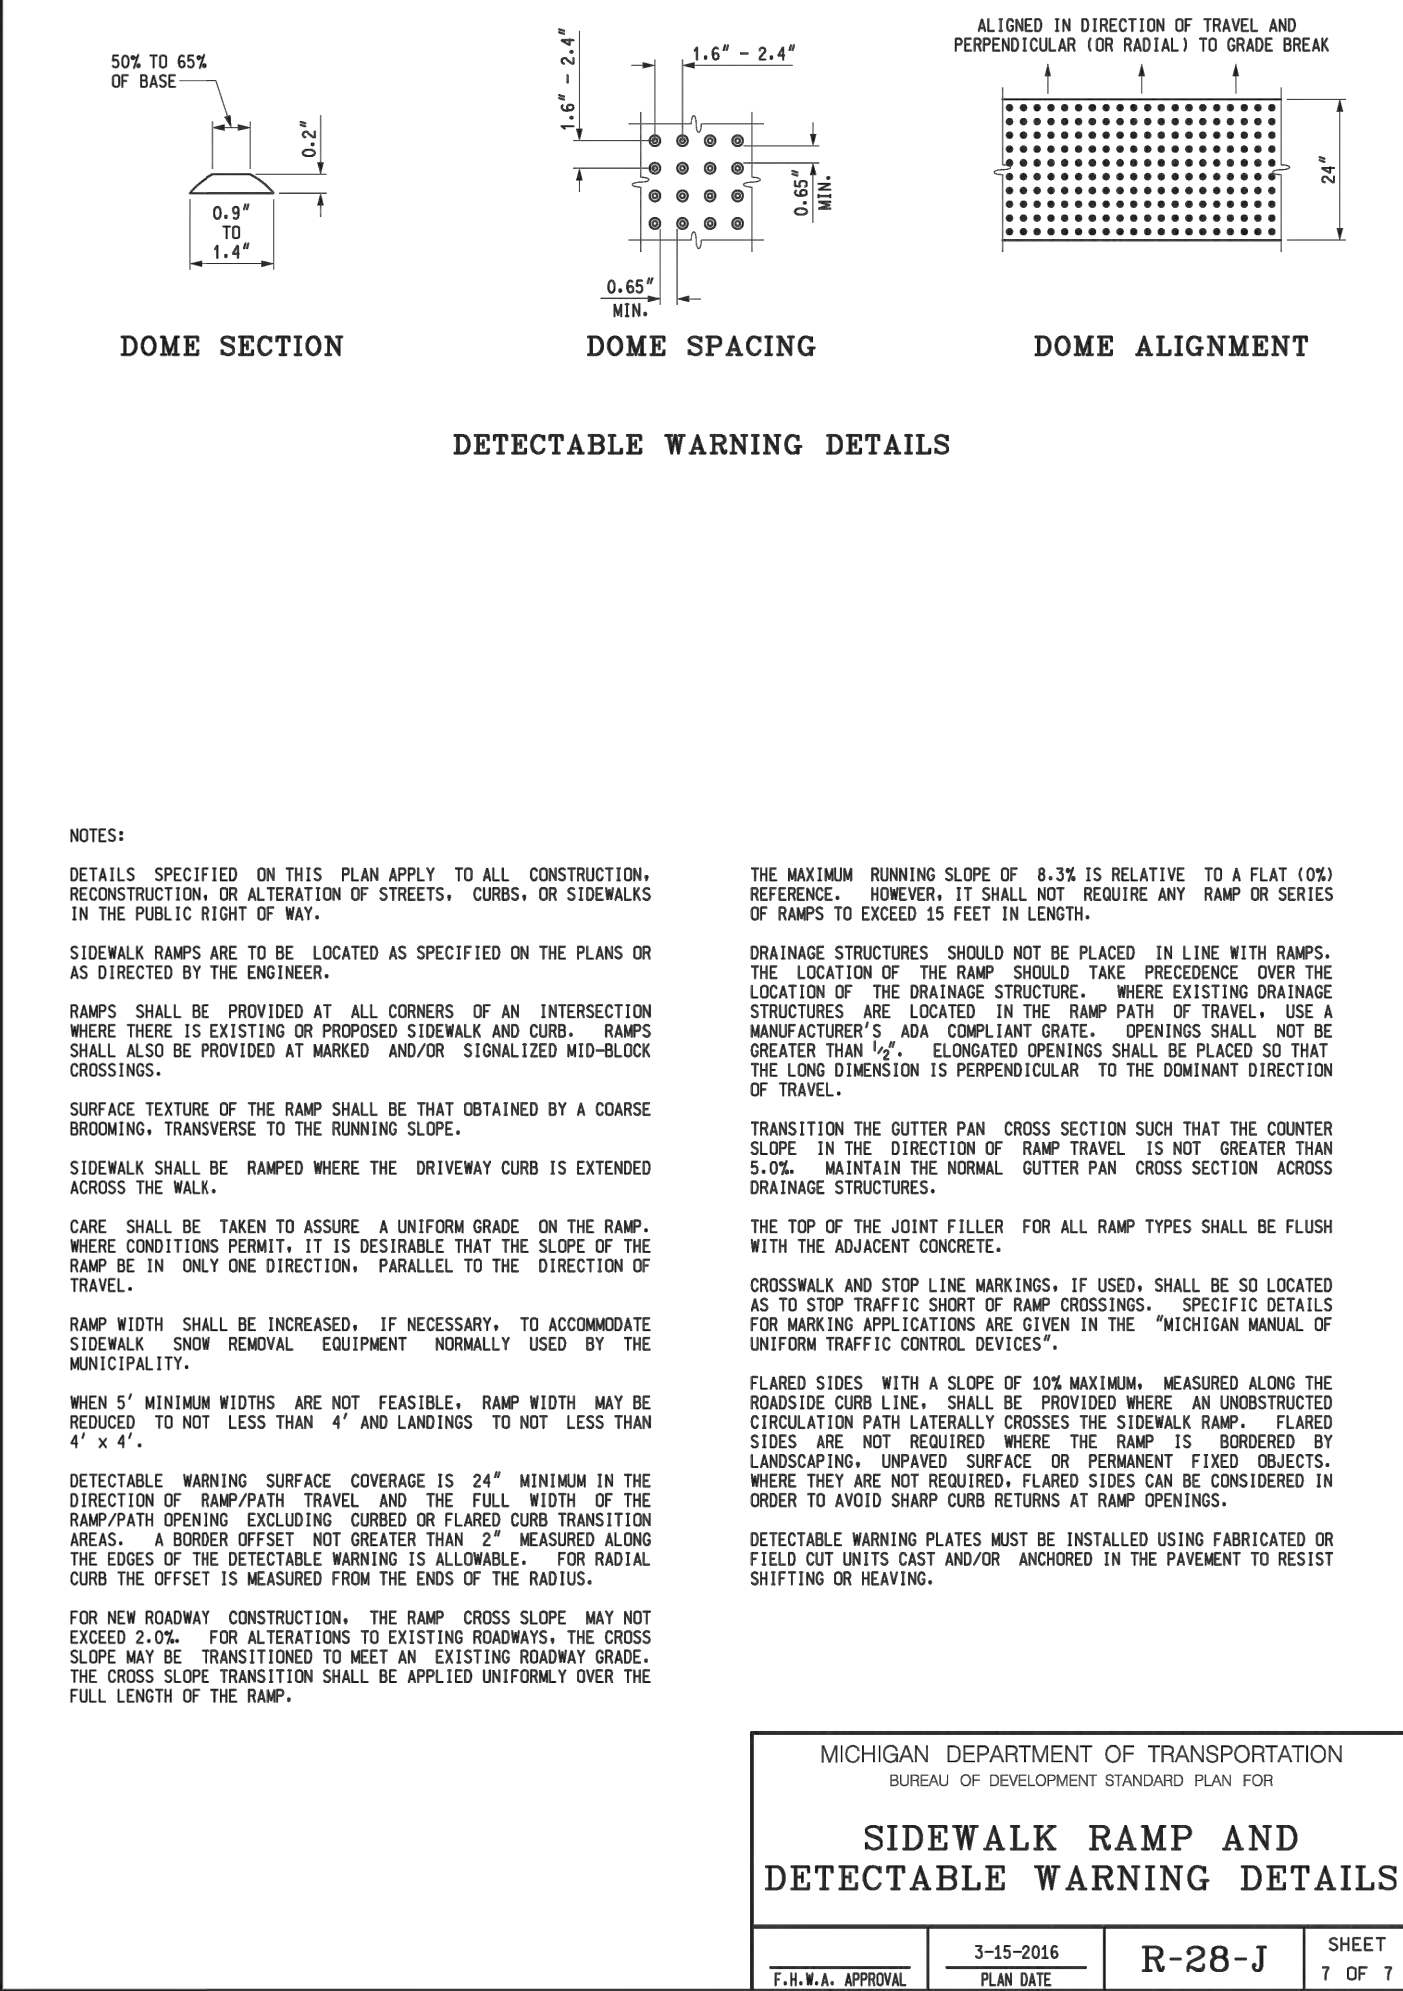 50% TO 65%
OF BASE
0.2"
0.9"
TO
1.4"
DOME SECTION
1.6" - 2.4"
1.6" - 2.4"
0.65"
MIN.
0.65"
MIN.
DOME SPACING
ALIGNED IN DIRECTION OF TRAVEL AND
PERPENDICULAR (OR RADIAL) TO GRADE BREAK
24"
DOME ALIGNMENT
DETECTABLE WARNING DETAILS
NOTES:
DETAILS SPECIFIED ON THIS PLAN APPLY TO ALL CONSTRUCTION,
RECONSTRUCTION, OR ALTERATION OF STREETS, CURBS, OR SIDEWALKS
IN THE PUBLIC RIGHT OF WAY.
SIDEWALK RAMPS ARE TO BE LOCATED AS SPECIFIED ON THE PLANS OR
AS DIRECTED BY THE ENGINEER.
RAMPS SHALL BE PROVIDED AT ALL CORNERS OF AN INTERSECTION
WHERE THERE IS EXISTING OR PROPOSED SIDEWALK AND CURB. RAMPS
SHALL ALSO BE PROVIDED AT MARKED AND/OR SIGNALIZED MID-BLOCK
CROSSINGS.
SURFACE TEXTURE OF THE RAMP SHALL BE THAT OBTAINED BY A COARSE
BROOMING, TRANSVERSE TO THE RUNNING SLOPE.
SIDEWALK SHALL BE RAMPED WHERE THE DRIVEWAY CURB IS EXTENDED
ACROSS THE WALK.
CARE SHALL BE TAKEN TO ASSURE A UNIFORM GRADE ON THE RAMP.
WHERE CONDITIONS PERMIT, IT IS DESIRABLE THAT THE SLOPE OF THE
RAMP BE IN ONLY ONE DIRECTION, PARALLEL TO THE DIRECTION OF
TRAVEL.
RAMP WIDTH SHALL BE INCREASED, IF NECESSARY, TO ACCOMMODATE
SIDEWALK SNOW REMOVAL EQUIPMENT NORMALLY USED BY THE
MUNICIPALITY.
WHEN 5' MINIMUM WIDTHS ARE NOT FEASIBLE, RAMP WIDTH MAY BE
REDUCED TO NOT LESS THAN 4' AND LANDINGS TO NOT LESS THAN
4' x 4'.
DETECTABLE WARNING SURFACE COVERAGE IS 24" MINIMUM IN THE
DIRECTION OF RAMP/PATH TRAVEL AND THE FULL WIDTH OF THE
RAMP/PATH OPENING EXCLUDING CURBED OR FLARED CURB TRANSITION
AREAS. A BORDER OFFSET NOT GREATER THAN 2" MEASURED ALONG
THE EDGES OF THE DETECTABLE WARNING IS ALLOWABLE. FOR RADIAL
CURB THE OFFSET IS MEASURED FROM THE ENDS OF THE RADIUS.
FOR NEW ROADWAY CONSTRUCTION, THE RAMP CROSS SLOPE MAY NOT
EXCEED 2.0%. FOR ALTERATIONS TO EXISTING ROADWAYS, THE CROSS
SLOPE MAY BE TRANSITIONED TO MEET AN EXISTING ROADWAY GRADE.
THE CROSS SLOPE TRANSITION SHALL BE APPLIED UNIFORMLY OVER THE
FULL LENGTH OF THE RAMP.
THE MAXIMUM RUNNING SLOPE OF 8.3% IS RELATIVE TO A FLAT (0%)
REFERENCE. HOWEVER, IT SHALL NOT REQUIRE ANY RAMP OR SERIES
OF RAMPS TO EXCEED 15 FEET IN LENGTH.
DRAINAGE STRUCTURES SHOULD NOT BE PLACED IN LINE WITH RAMPS.
THE LOCATION OF THE RAMP SHOULD TAKE PRECEDENCE OVER THE
LOCATION OF THE DRAINAGE STRUCTURE. WHERE EXISTING DRAINAGE
STRUCTURES ARE LOCATED IN THE RAMP PATH OF TRAVEL, USE A
MANUFACTURER'S ADA COMPLIANT GRATE. OPENINGS SHALL NOT BE
GREATER THAN 1/2". ELONGATED OPENINGS SHALL BE PLACED SO THAT
THE LONG DIMENSION IS PERPENDICULAR TO THE DOMINANT DIRECTION
OF TRAVEL.
TRANSITION THE GUTTER PAN CROSS SECTION SUCH THAT THE COUNTER
SLOPE IN THE DIRECTION OF RAMP TRAVEL IS NOT GREATER THAN
5.0%. MAINTAIN THE NORMAL GUTTER PAN CROSS SECTION ACROSS
DRAINAGE STRUCTURES.
THE TOP OF THE JOINT FILLER FOR ALL RAMP TYPES SHALL BE FLUSH
WITH THE ADJACENT CONCRETE.
CROSSWALK AND STOP LINE MARKINGS, IF USED, SHALL BE SO LOCATED
AS TO STOP TRAFFIC SHORT OF RAMP CROSSINGS. SPECIFIC DETAILS
FOR MARKING APPLICATIONS ARE GIVEN IN THE "MICHIGAN MANUAL OF
UNIFORM TRAFFIC CONTROL DEVICES".
FLARED SIDES WITH A SLOPE OF 10% MAXIMUM, MEASURED ALONG THE
ROADSIDE CURB LINE, SHALL BE PROVIDED WHERE AN UNOBSTRUCTED
CIRCULATION PATH LATERALLY CROSSES THE SIDEWALK RAMP. FLARED
SIDES ARE NOT REQUIRED WHERE THE RAMP IS BORDERED BY
LANDSCAPING, UNPAVED SURFACE OR PERMANENT FIXED OBJECTS.
WHERE THEY ARE NOT REQUIRED, FLARED SIDES CAN BE CONSIDERED IN
ORDER TO AVOID SHARP CURB RETURNS AT RAMP OPENINGS.
DETECTABLE WARNING PLATES MUST BE INSTALLED USING FABRICATED OR
FIELD CUT UNITS CAST AND/OR ANCHORED IN THE PAVEMENT TO RESIST
SHIFTING OR HEAVING.
MICHIGAN DEPARTMENT OF TRANSPORTATION
BUREAU OF DEVELOPMENT STANDARD PLAN FOR
SIDEWALK RAMP AND
DETECTABLE WARNING DETAILS
F.H.W.A. APPROVAL
3-15-2016
PLAN DATE
R-28-J
SHEET
7 OF 7